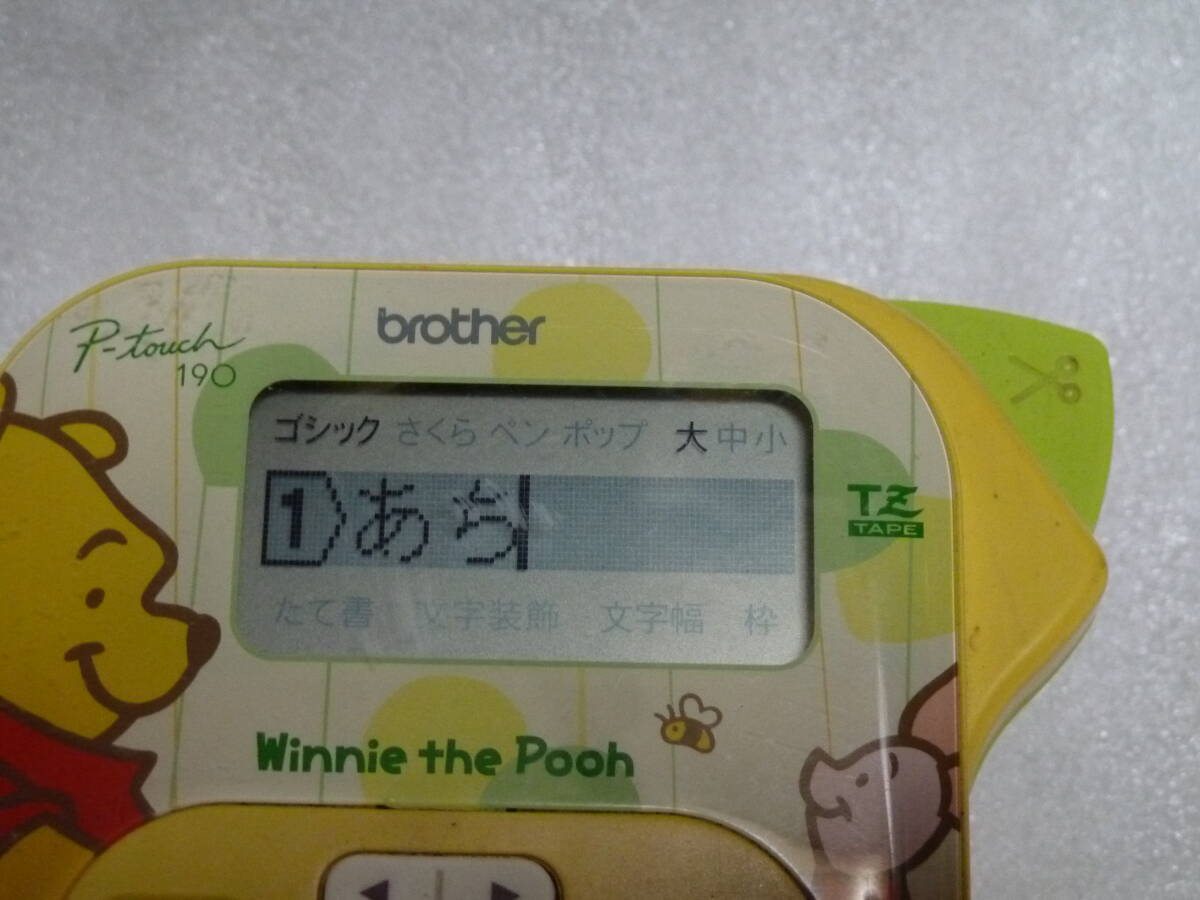 P-touch
190
brother
ゴシック さくら ペン ポップ 大 中 小
1 あら
たて書 文字装飾 文字幅 枠
TZ
TAPE
Winnie the Pooh